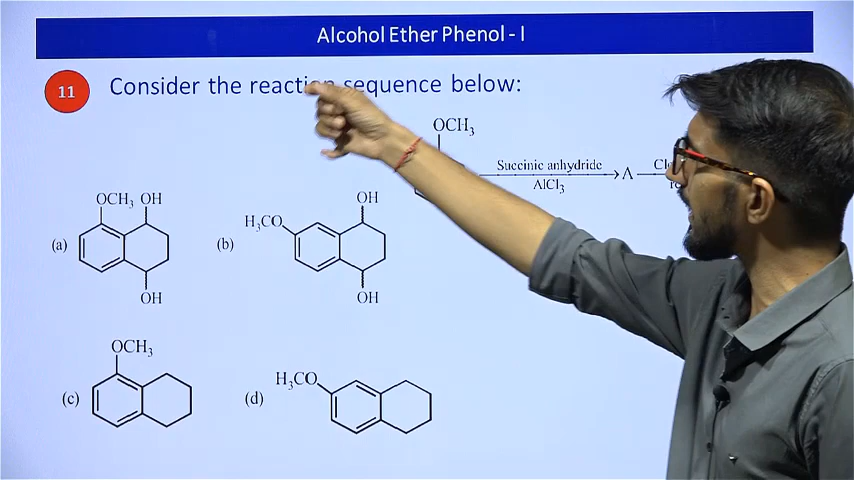 Alcohol Ether Phenol - I
11 Consider the reaction sequence below:
OCH3
Succinic anhydride
AlCl3
A
(a)
OCH3
OH
OH
(b)
H3CO
OH
OH
(c)
OCH3
(d)
H3CO